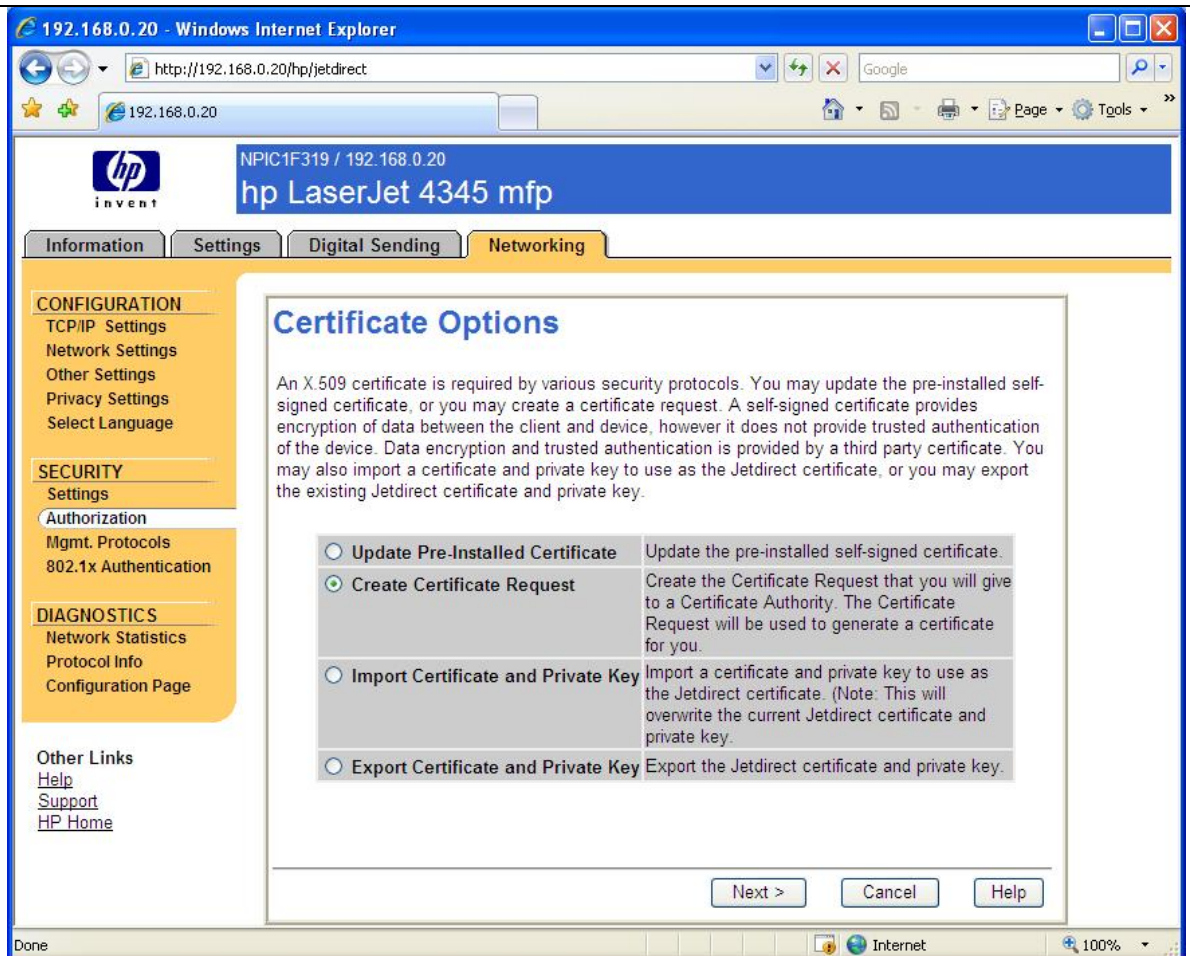 192.168.0.20 - Windows Internet Explorer
http://192.168.0.20/hp/jetdirect
Google
192.168.0.20
Page
Tools
»
hp
invent
NPIC1F319 / 192.168.0.20
hp LaserJet 4345 mfp
Information
Settings
Digital Sending
Networking
CONFIGURATION
TCP/IP Settings
Network Settings
Other Settings
Privacy Settings
Select Language
SECURITY
Settings
Authorization
Mgmt. Protocols
802.1x Authentication
DIAGNOSTICS
Network Statistics
Protocol Info
Configuration Page
Other Links
Help
Support
HP Home
Certificate Options
An X.509 certificate is required by various security protocols. You may update the pre-installed self-
signed certificate, or you may create a certificate request. A self-signed certificate provides
encryption of data between the client and device, however it does not provide trusted authentication
of the device. Data encryption and trusted authentication is provided by a third party certificate. You
may also import a certificate and private key to use as the Jetdirect certificate, or you may export
the existing Jetdirect certificate and private key.
Update Pre-Installed Certificate
Update the pre-installed self-signed certificate.
Create Certificate Request
Create the Certificate Request that you will give
to a Certificate Authority. The Certificate
Request will be used to generate a certificate
for you.
Import Certificate and Private Key
Import a certificate and private key to use as
the Jetdirect certificate. (Note: This will
overwrite the current Jetdirect certificate and
private key.
Export Certificate and Private Key
Export the Jetdirect certificate and private key.
Next >
Cancel
Help
Done
Internet
100%